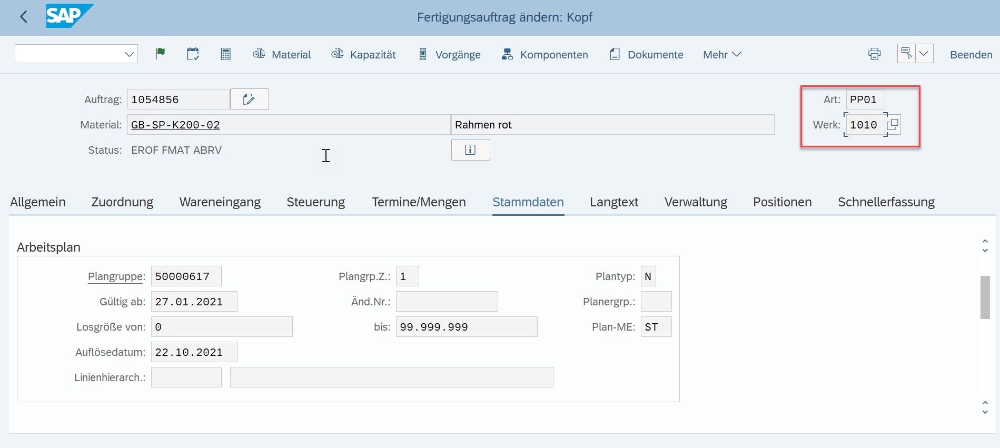 SAP Fertigungsauftrag ändern: Kopf
Material Kapazität Vorgänge Komponenten Dokumente Mehr Beenden
Auftrag: 1054856 Art: PP01
Material: GB-SP-K200-02 Rahmen rot Werk: 1010
Status: EROF FMAT ABRV
Allgemein Zuordnung Wareneingang Steuerung Termine/Mengen Stammdaten Langtext Verwaltung Positionen Schnellerfassung
Arbeitsplan
Plangruppe: 50000617 Plangrp.Z.: 1 Plantyp: N
Gültig ab: 27.01.2021 Änd.Nr.: Planergrp.:
Losgröße von: 0 bis: 99.999.999 Plan-ME: ST
Auflösedatum: 22.10.2021
Linienhierarch.: